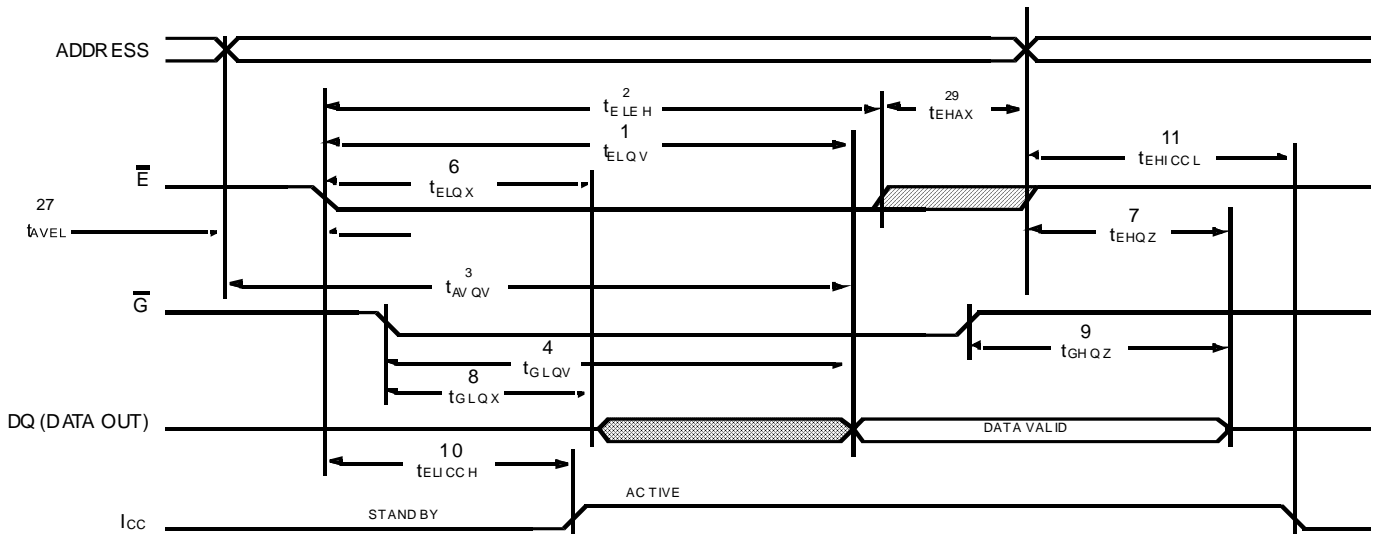 ADDRESS
2
tELEH
29
tEHAX
1
tELQV
11
tEHICCL
E
6
tELQX
27
tAVEL
7
tEHQZ
3
tAVQV
G
9
tGHQZ
4
tGLQV
8
tGLQX
DQ (DATA OUT)
DATA VALID
10
tELICCH
ACTIVE
ICC
STANDBY